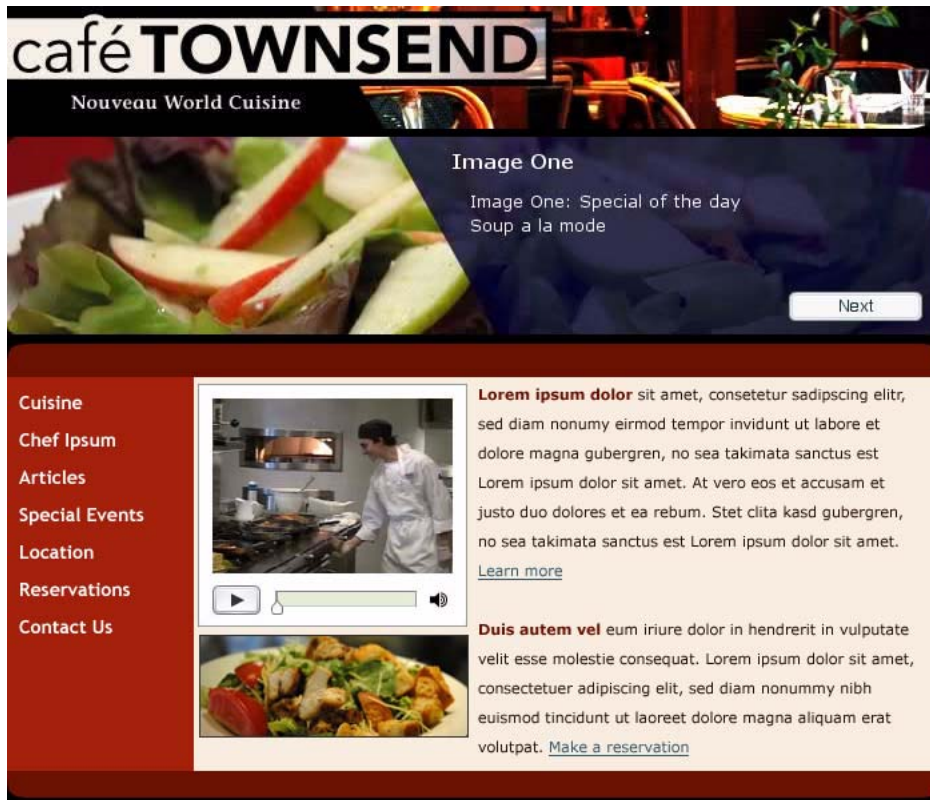 café TOWNSEND
Nouveau World Cuisine
Image One
Image One: Special of the day
Soup a la mode
Next
Cuisine
Chef Ipsum
Articles
Special Events
Location
Reservations
Contact Us
Lorem ipsum dolor sit amet, consetetur sadipscing elitr,
sed diam nonumy eirmod tempor invidunt ut labore et
dolore magna gubergren, no sea takimata sanctus est
Lorem ipsum dolor sit amet. At vero eos et accusam et
justo duo dolores et ea rebum. Stet clita kasd gubergren,
no sea takimata sanctus est Lorem ipsum dolor sit amet.
Learn more
Duis autem vel eum iriure dolor in hendrerit in vulputate
velit esse molestie consequat. Lorem ipsum dolor sit amet,
consectetuer adipiscing elit, sed diam nonummy nibh
euismod tincidunt ut laoreet dolore magna aliquam erat
volutpat. Make a reservation